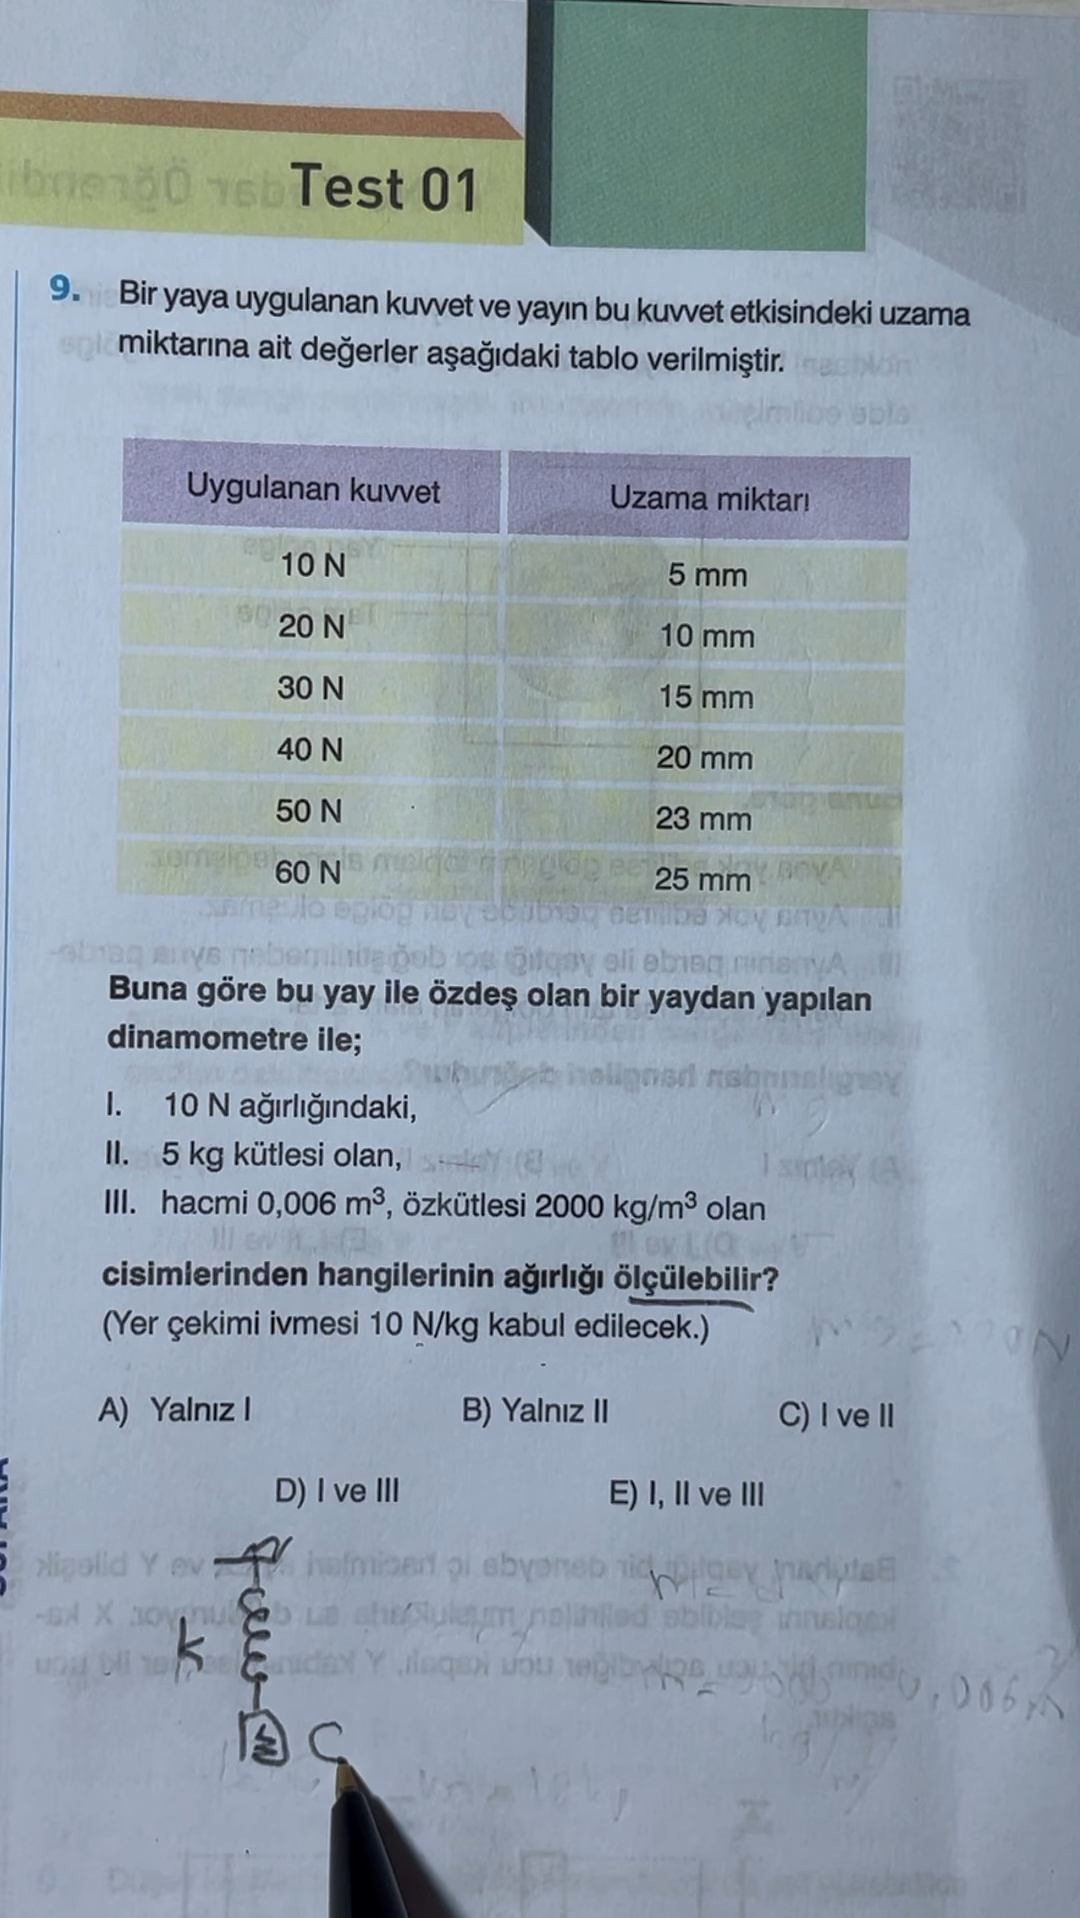 Test 01
9. Bir yaya uygulanan kuvvet ve yayın bu kuvvet etkisindeki uzama
miktarına ait değerler aşağıdaki tablo verilmiştir.
Uygulanan kuvvet Uzama miktarı
10 N 5 mm
20 N 10 mm
30 N 15 mm
40 N 20 mm
50 N 23 mm
60 N 25 mm
Buna göre bu yay ile özdeş olan bir yaydan yapılan
dinamometre ile;
I. 10 N ağırlığındaki,
II. 5 kg kütlesi olan,
III. hacmi 0,006 m³, özkütlesi 2000 kg/m³ olan
cisimlerinden hangilerinin ağırlığı ölçülebilir?
(Yer çekimi ivmesi 10 N/kg kabul edilecek.)
A) Yalnız I B) Yalnız II C) I ve II
D) I ve III E) I, II ve III
k